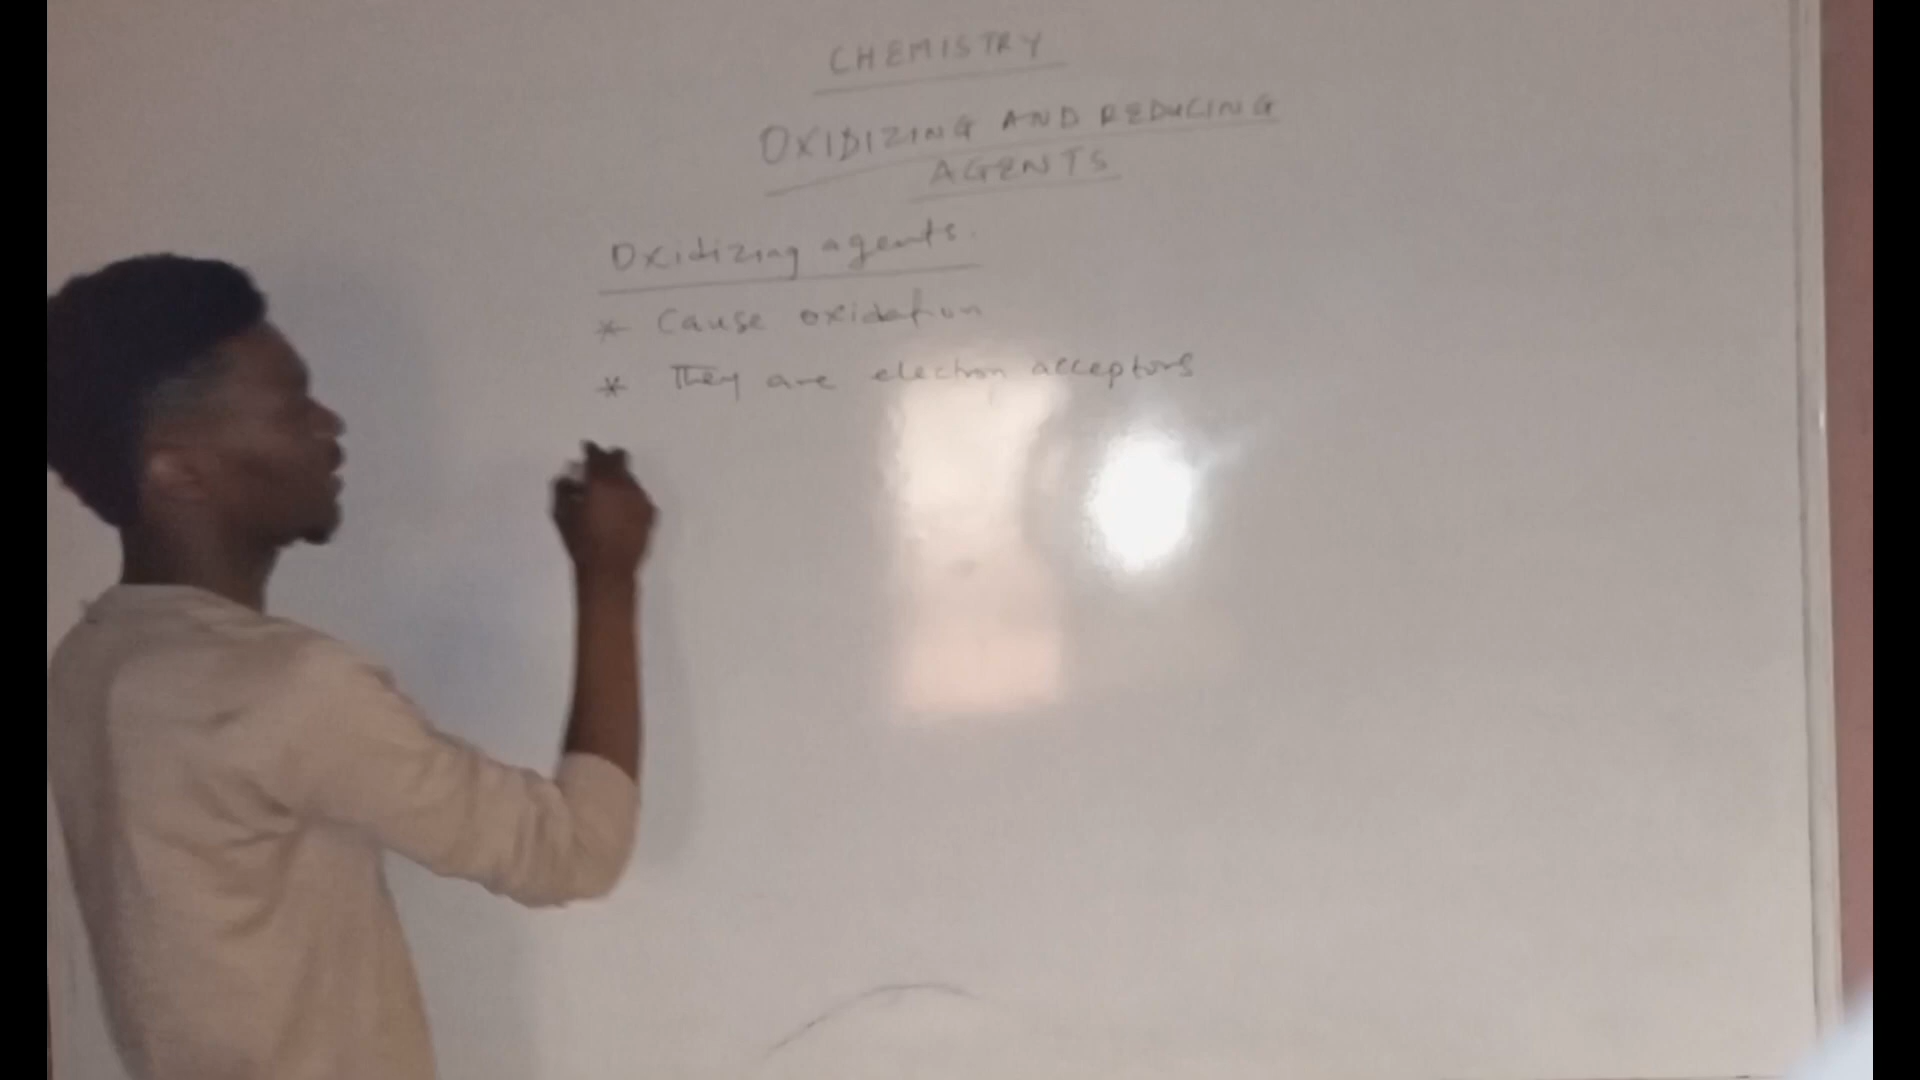 CHEMISTRY
OXIDIZING AND REDUCING
AGENTS
Oxidizing agents.
* Cause oxidation
* They are electron acceptors